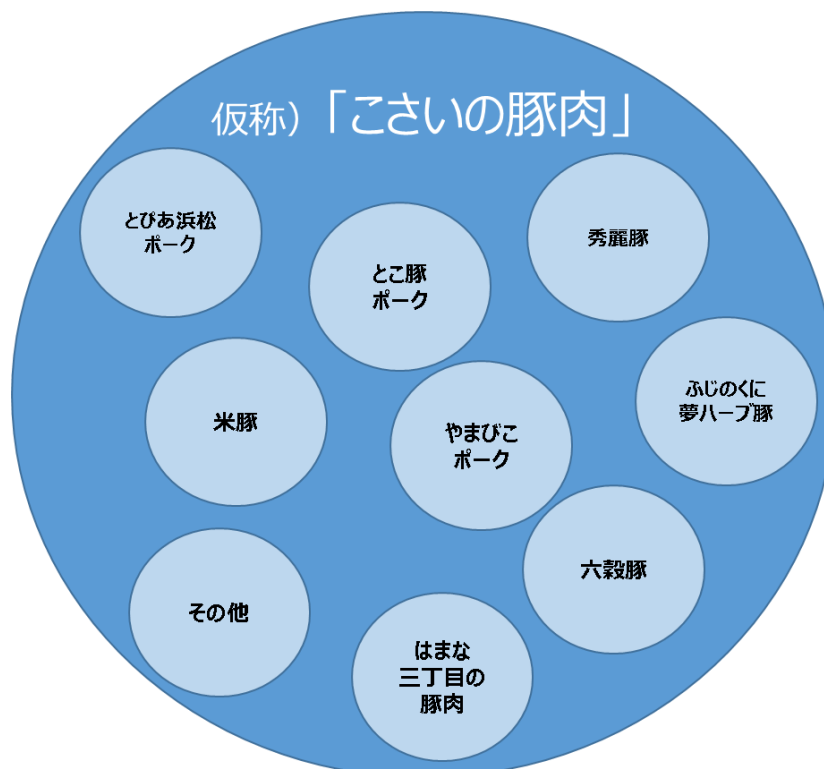 仮称）「こさいの豚肉」
とぴあ浜松
ポーク
とこ豚
ポーク
秀麗豚
米豚
やまびこ
ポーク
ふじのくに
夢ハーブ豚
六穀豚
その他
はまな
三丁目の
豚肉